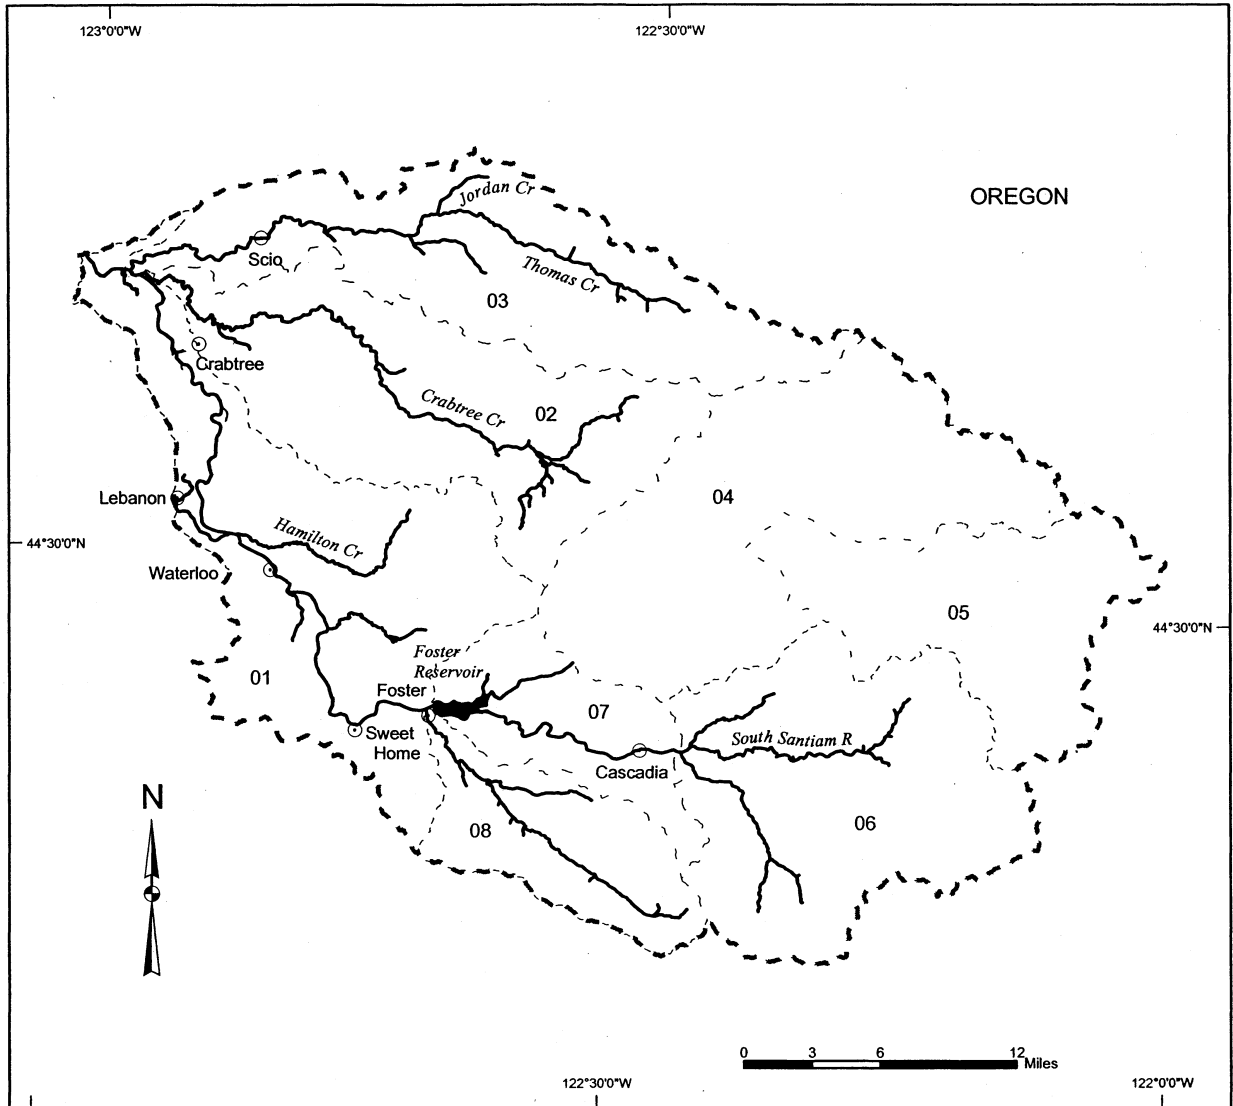 123°0'0"W
122°30'0"W
OREGON
Jordan Cr
Scio
Thomas Cr
03
Crabtree
Crabtree Cr
02
Lebanon
04
Hamilton Cr
44°30'0"N
Waterloo
05
44°30'0"N
Foster
Reservoir
01
Foster
07
Sweet
Home
South Santiam R
Cascadia
N
08
06
0 3 6 12
Miles
122°30'0"W
122°0'0"W